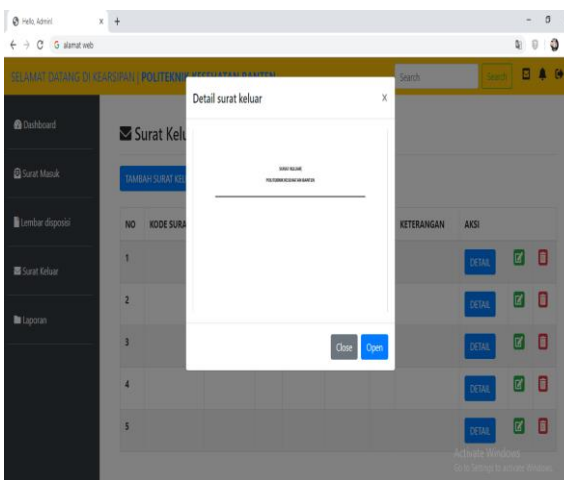 Hello, Admin!
alamat web
SELAMAT DATANG DI KEARSIPAN | POLITEKNIK KESEHATAN BANTEN
Search
Search
Detail surat keluar
X
Dashboard
Surat Masuk
Lembar disposisi
Surat Keluar
Laporan
Surat Kelu
TAMBAH SURAT KEL
SURAT KELUAR
POLITEKNIK KESEHATAN BANTEN
NO KODE SURA KETERANGAN AKSI
1 DETAIL
2 DETAIL
3 DETAIL
4 DETAIL
5 DETAIL
Close Open
Activate Windows
Go to Settings to activate Windows.